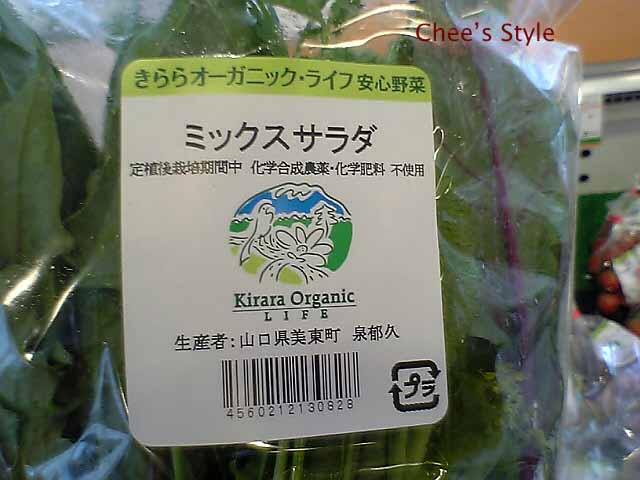 Chee's Style
きららオーガニック・ライフ 安心野菜
ミックスサラダ
定植後栽培期間中 化学合成農薬・化学肥料 不使用
Kirara Organic
LIFE
生産者:山口県美東町 泉郁久
4560212130828
プラ